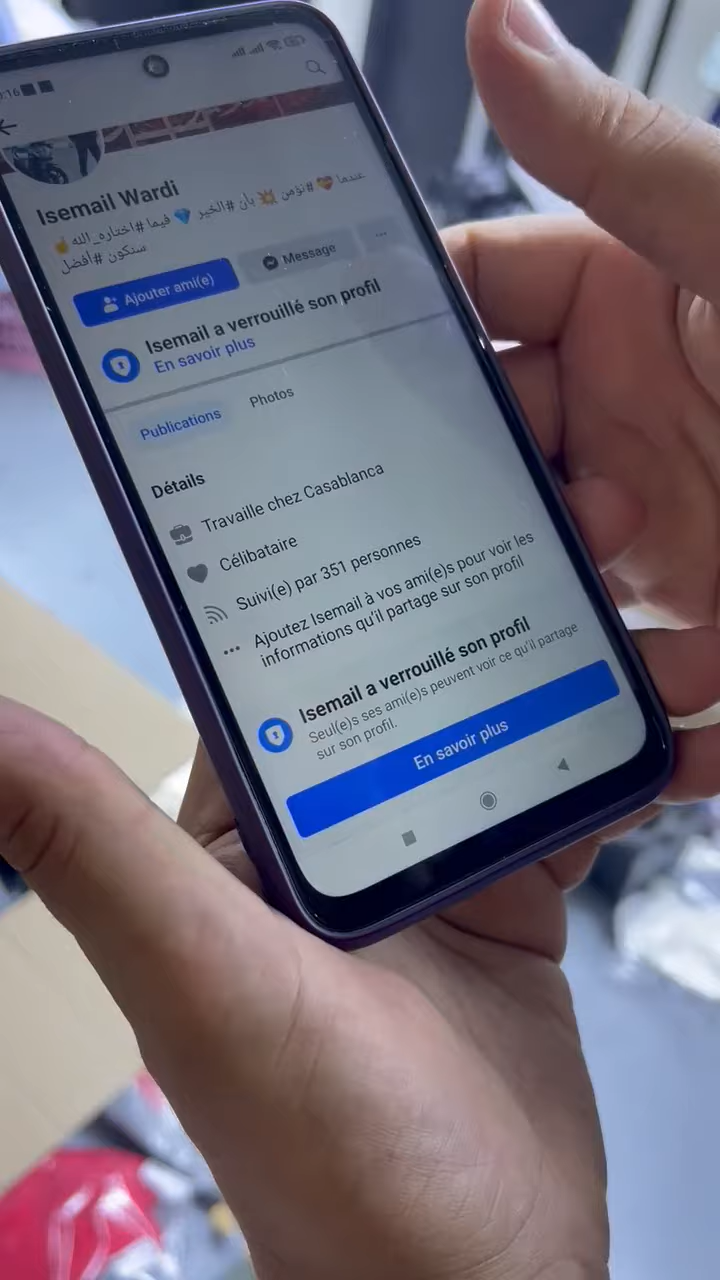 :16
Isemail Wardi
عندما 💝 #نؤمن 💥 بأن #الخير 💎 فيما #اختاره_الله ☝
سنكون #أفضل
Ajouter ami(e)
Message
...
Isemail a verrouillé son profil
En savoir plus
Publications
Photos
Détails
Travaille chez Casablanca
Célibataire
Suivi(e) par 351 personnes
Ajoutez Isemail à vos ami(e)s pour voir les
informations qu'il partage sur son profil
Isemail a verrouillé son profil
Seul(e)s ses ami(e)s peuvent voir ce qu'il partage
sur son profil.
En savoir plus